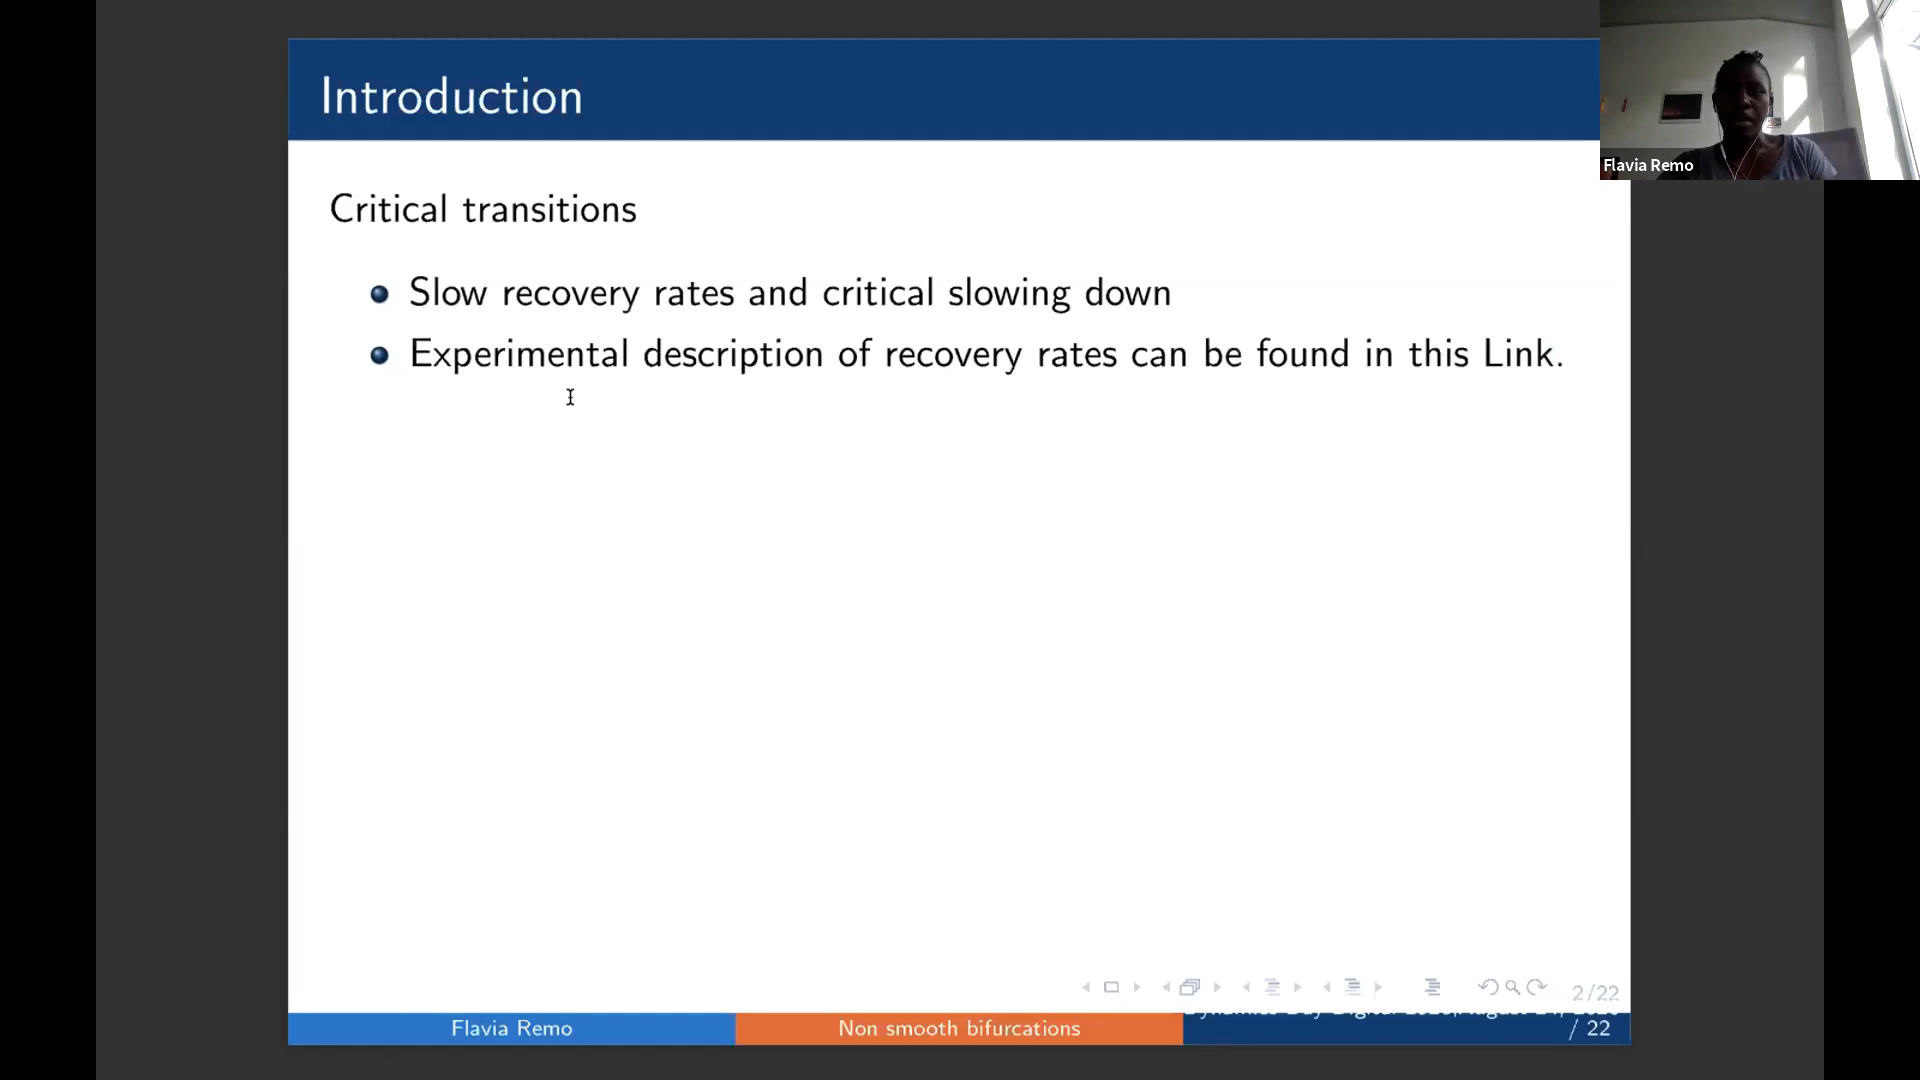 Introduction
Flavia Remo
Critical transitions
Slow recovery rates and critical slowing down
Experimental description of recovery rates can be found in this Link.
2/22
Flavia Remo
Non smooth bifurcations
/ 22